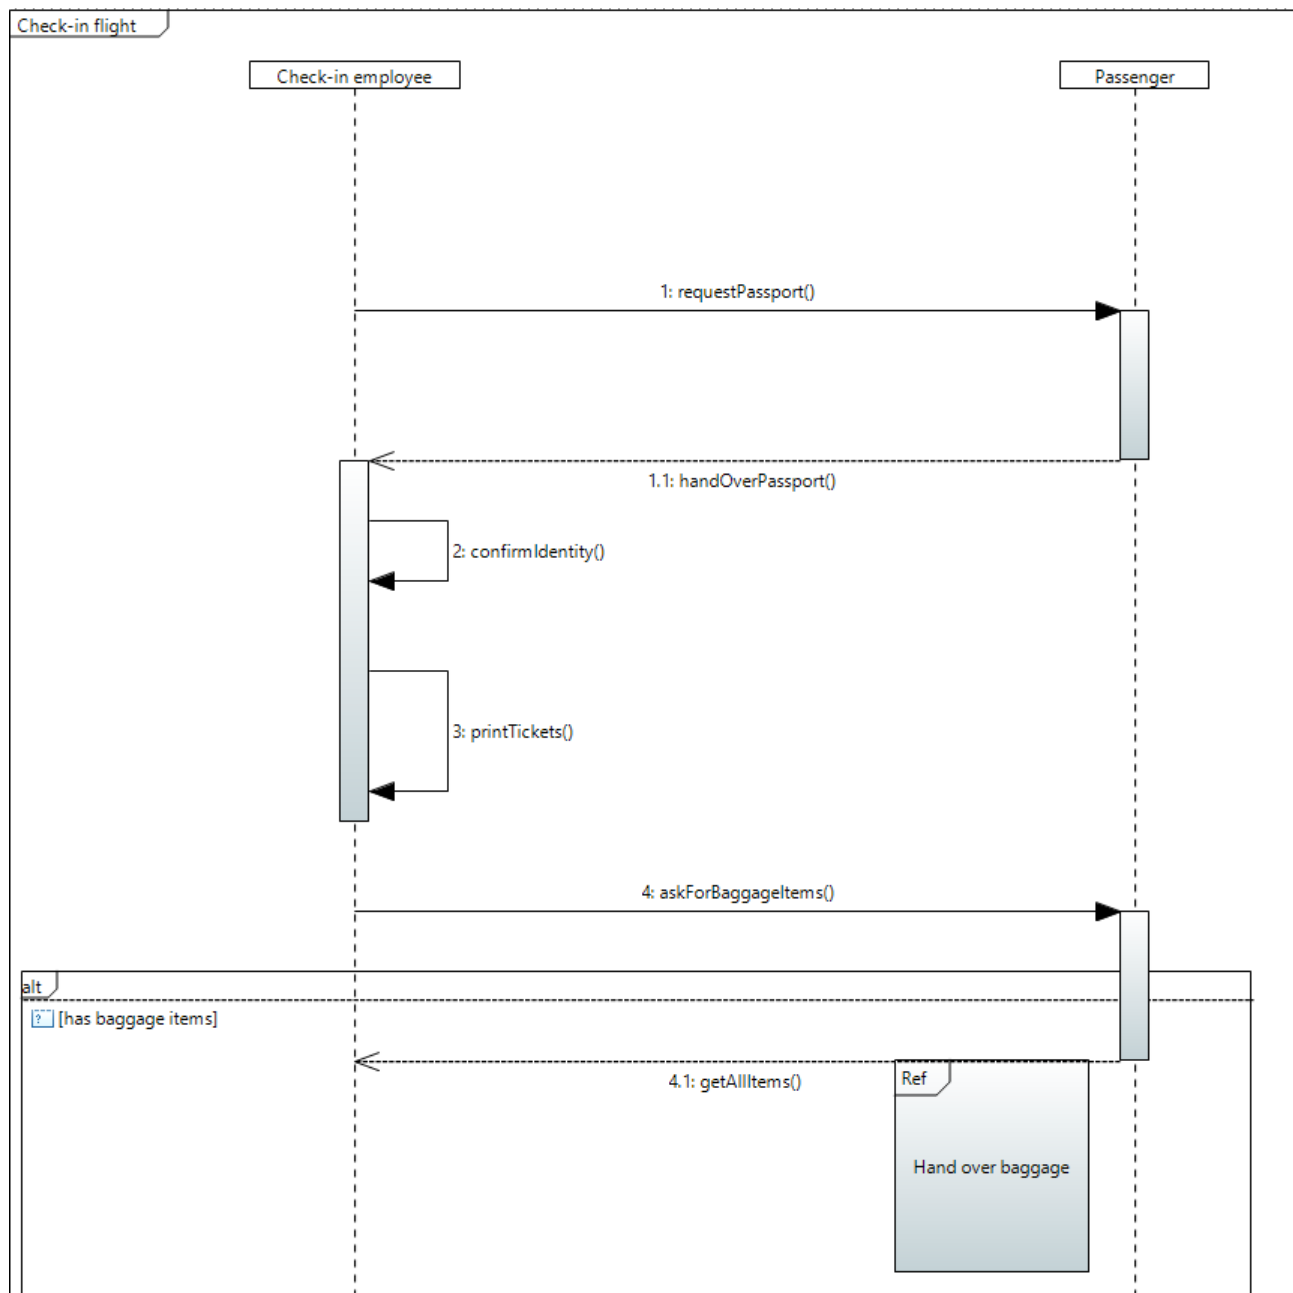 Check-in flight
Check-in employee
Passenger
1: requestPassport()
1.1: handOverPassport()
2: confirmIdentity()
3: printTickets()
4: askForBaggageItems()
alt
? [has baggage items]
4.1: getAllItems()
Ref
Hand over baggage